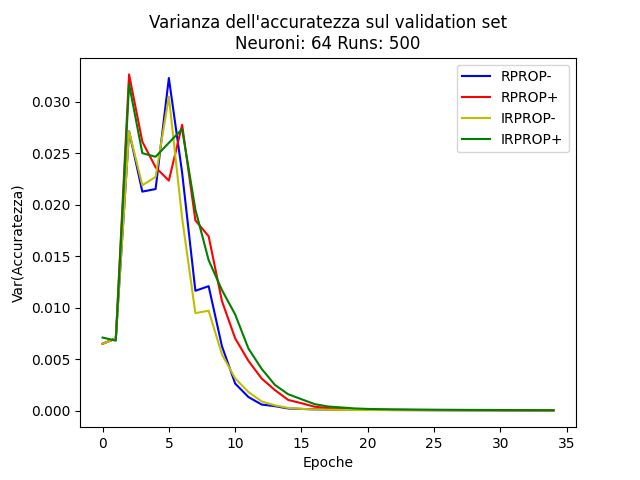 Varianza dell'accuratezza sul validation set
Neuroni: 64 Runs: 500
RPROP-
RPROP+
IRPROP-
IRPROP+
Var(Accuratezza)
0.030
0.025
0.020
0.015
0.010
0.005
0.000
0 5 10 15 20 25 30 35
Epoche